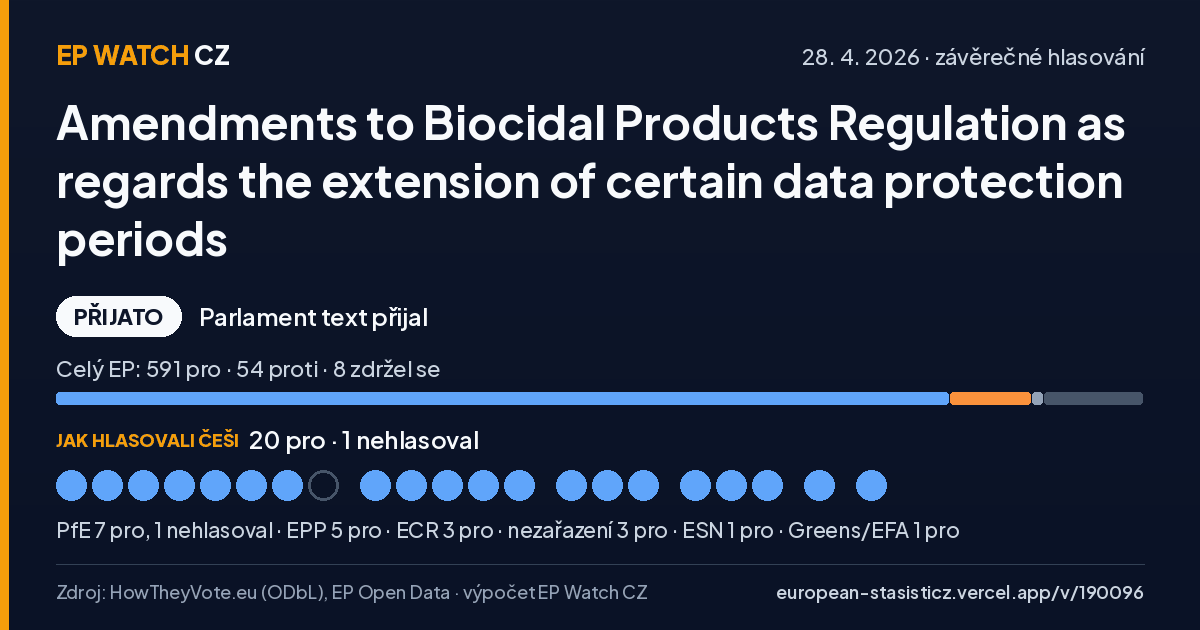 EP WATCH CZ
28. 4. 2026 · závěrečné hlasování
Amendments to Biocidal Products Regulation as
regards the extension of certain data protection
periods
PŘIJATO Parlament text přijal
Celý EP: 591 pro · 54 proti · 8 zdržel se
JAK HLASOVALI ČEŠI 20 pro · 1 nehlasoval
PfE 7 pro, 1 nehlasoval · EPP 5 pro · ECR 3 pro · nezařazení 3 pro · ESN 1 pro · Greens/EFA 1 pro
Zdroj: HowTheyVote.eu (ODbL), EP Open Data · výpočet EP Watch CZ
european-stasisticz.vercel.app/v/190096